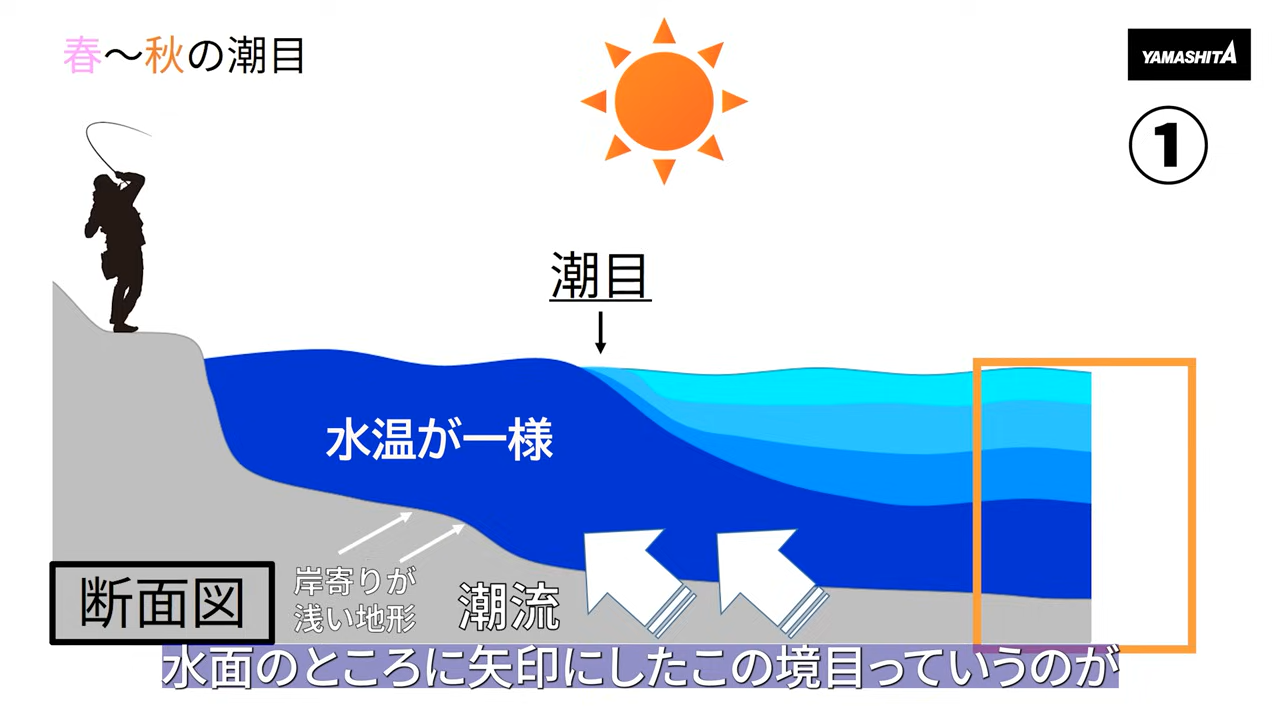 春～秋の潮目
YAMASHITA
①
潮目
水温が一様
岸寄りが
浅い地形
潮流
断面図
水面のところに矢印にしたこの境目っていうのが